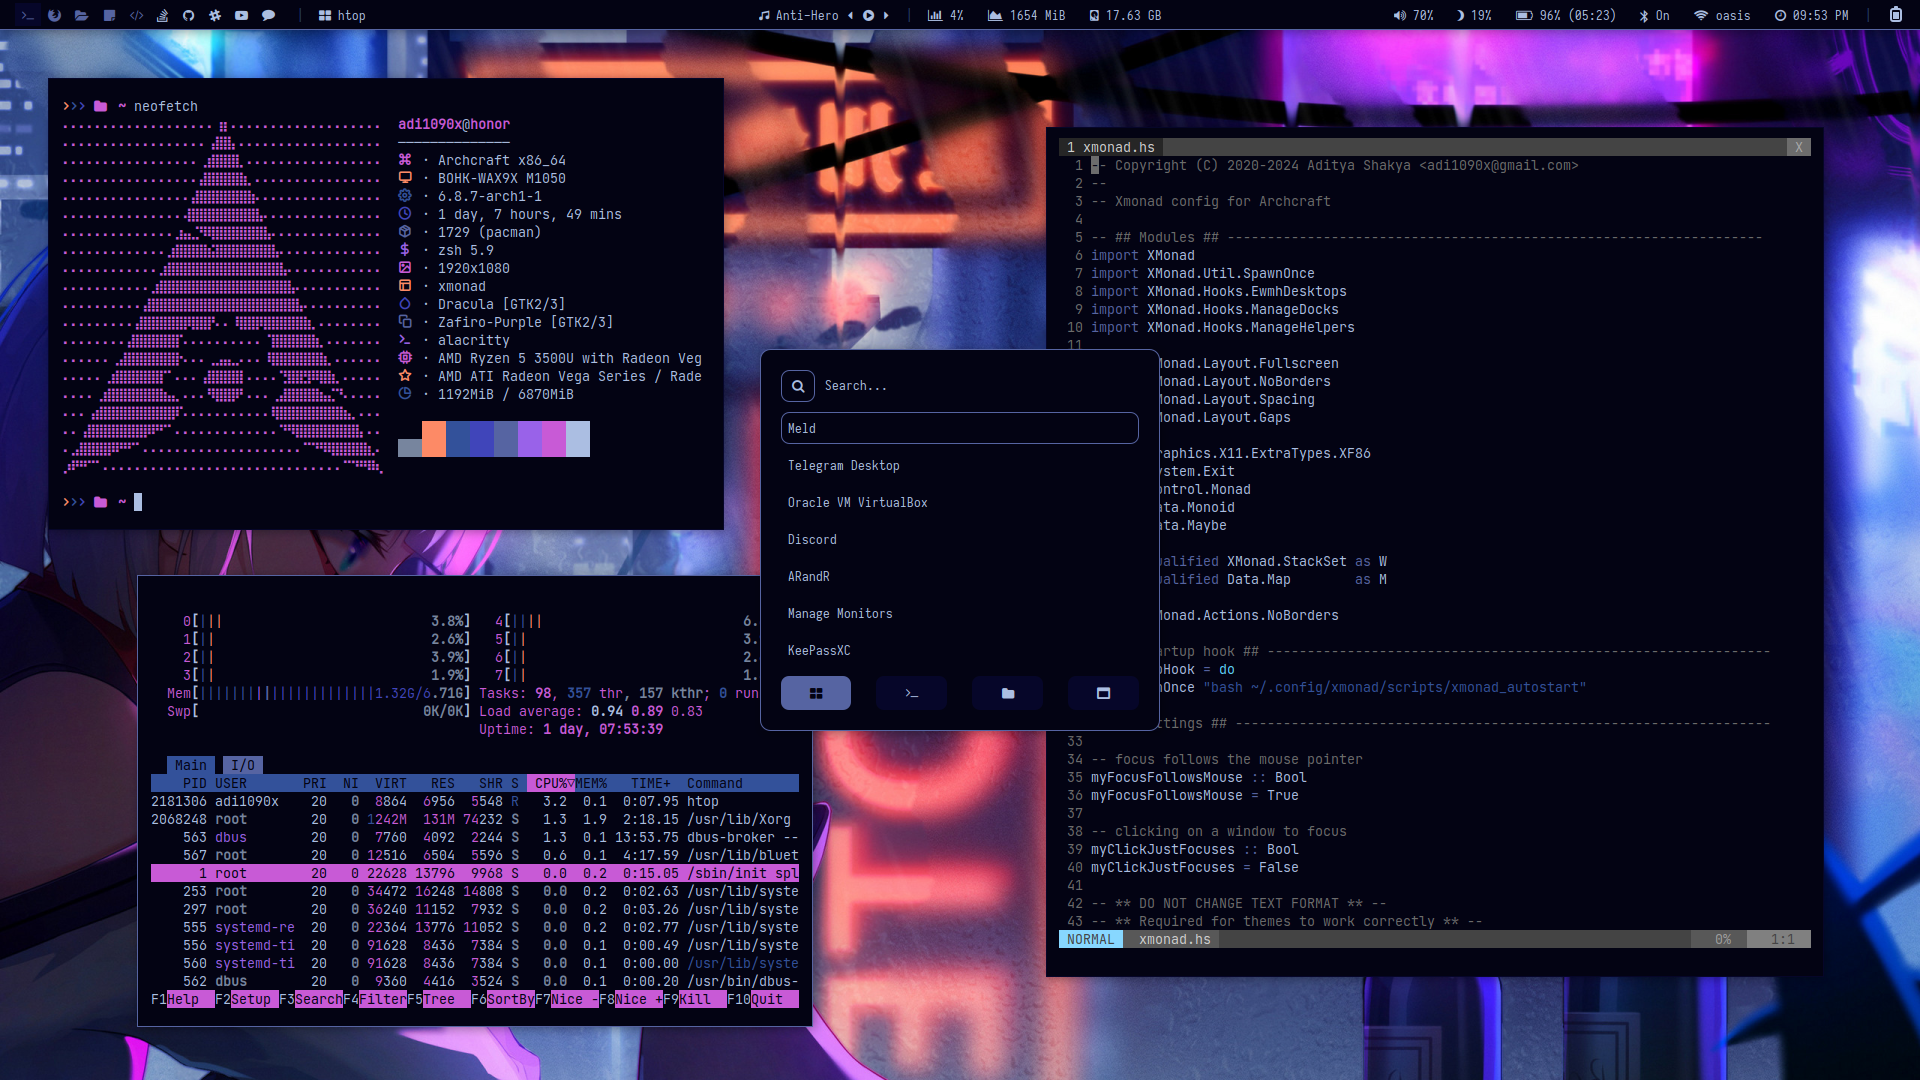 htop
Anti-Hero
4%
1654 MiB
17.63 GB
70%
19%
96% (05:23)
On
oasis
09:53 PM
~ neofetch
adi1090x@honor
· Archcraft x86_64
· BOHK-WAX9X M1050
· 6.8.7-arch1-1
· 1 day, 7 hours, 49 mins
· 1729 (pacman)
· zsh 5.9
· 1920x1080
· xmonad
· Dracula [GTK2/3]
· Zafiro-Purple [GTK2/3]
· alacritty
· AMD Ryzen 5 3500U with Radeon Veg
· AMD ATI Radeon Vega Series / Rade
· 1192MiB / 6870MiB
~
0[||| 3.8%] 4[|||| 6.
1[|| 2.6%] 5[|| 3.
2[|| 3.9%] 6[|| 2.
3[|| 1.9%] 7[|| 1.
Mem[||||||||||||||||||||||1.32G/6.71G] Tasks: 98, 357 thr, 157 kthr; 0 run
Swp[ 0K/0K] Load average: 0.94 0.89 0.83
Uptime: 1 day, 07:53:39
Main I/O
PID USER PRI NI VIRT RES SHR S CPU%▽MEM% TIME+ Command
2181306 adi1090x 20 0 8864 6956 5548 R 3.2 0.1 0:07.95 htop
2068248 root 20 0 1242M 131M 74232 S 1.3 1.9 2:18.15 /usr/lib/Xorg
563 dbus 20 0 7760 4092 2244 S 1.3 0.1 13:53.75 dbus-broker --
567 root 20 0 12516 6504 5596 S 0.6 0.1 4:17.59 /usr/lib/bluet
1 root 20 0 22628 13796 9968 S 0.0 0.2 0:15.05 /sbin/init spl
253 root 20 0 34472 16248 14808 S 0.0 0.2 0:02.63 /usr/lib/syste
297 root 20 0 36240 11152 7932 S 0.0 0.2 0:03.26 /usr/lib/syste
555 systemd-re 20 0 22364 13776 11052 S 0.0 0.2 0:02.77 /usr/lib/syste
556 systemd-ti 20 0 91628 8436 7384 S 0.0 0.1 0:00.49 /usr/lib/syste
560 systemd-ti 20 0 91628 8436 7384 S 0.0 0.1 0:00.00 /usr/lib/syste
562 dbus 20 0 9360 4416 3524 S 0.0 0.1 0:00.20 /usr/bin/dbus-
F1Help F2Setup F3SearchF4FilterF5Tree F6SortByF7Nice -F8Nice +F9Kill F10Quit
Search...
Meld
Telegram Desktop
Oracle VM VirtualBox
Discord
ARandR
Manage Monitors
KeePassXC
1 xmonad.hs X
1 -- Copyright (C) 2020-2024 Aditya Shakya <adi1090x@gmail.com>
2 --
3 -- Xmonad config for Archcraft
4
5 -- ## Modules ## -------------------------------------------------------------------
6 import XMonad
7 import XMonad.Util.SpawnOnce
8 import XMonad.Hooks.EwmhDesktops
9 import XMonad.Hooks.ManageDocks
10 import XMonad.Hooks.ManageHelpers
11
Monad.Layout.Fullscreen
Monad.Layout.NoBorders
Monad.Layout.Spacing
Monad.Layout.Gaps
raphics.X11.ExtraTypes.XF86
ystem.Exit
ontrol.Monad
ata.Monoid
ata.Maybe
ualified XMonad.StackSet as W
ualified Data.Map as M
Monad.Actions.NoBorders
artup hook ## ---------------------------------------------------------------
pHook = do
nOnce "bash ~/.config/xmonad/scripts/xmonad_autostart"
ttings ## -------------------------------------------------------------------
33
34 -- focus follows the mouse pointer
35 myFocusFollowsMouse :: Bool
36 myFocusFollowsMouse = True
37
38 -- clicking on a window to focus
39 myClickJustFocuses :: Bool
40 myClickJustFocuses = False
41
42 -- ** DO NOT CHANGE TEXT FORMAT ** --
43 -- ** Required for themes to work correctly ** --
NORMAL xmonad.hs 0% 1:1